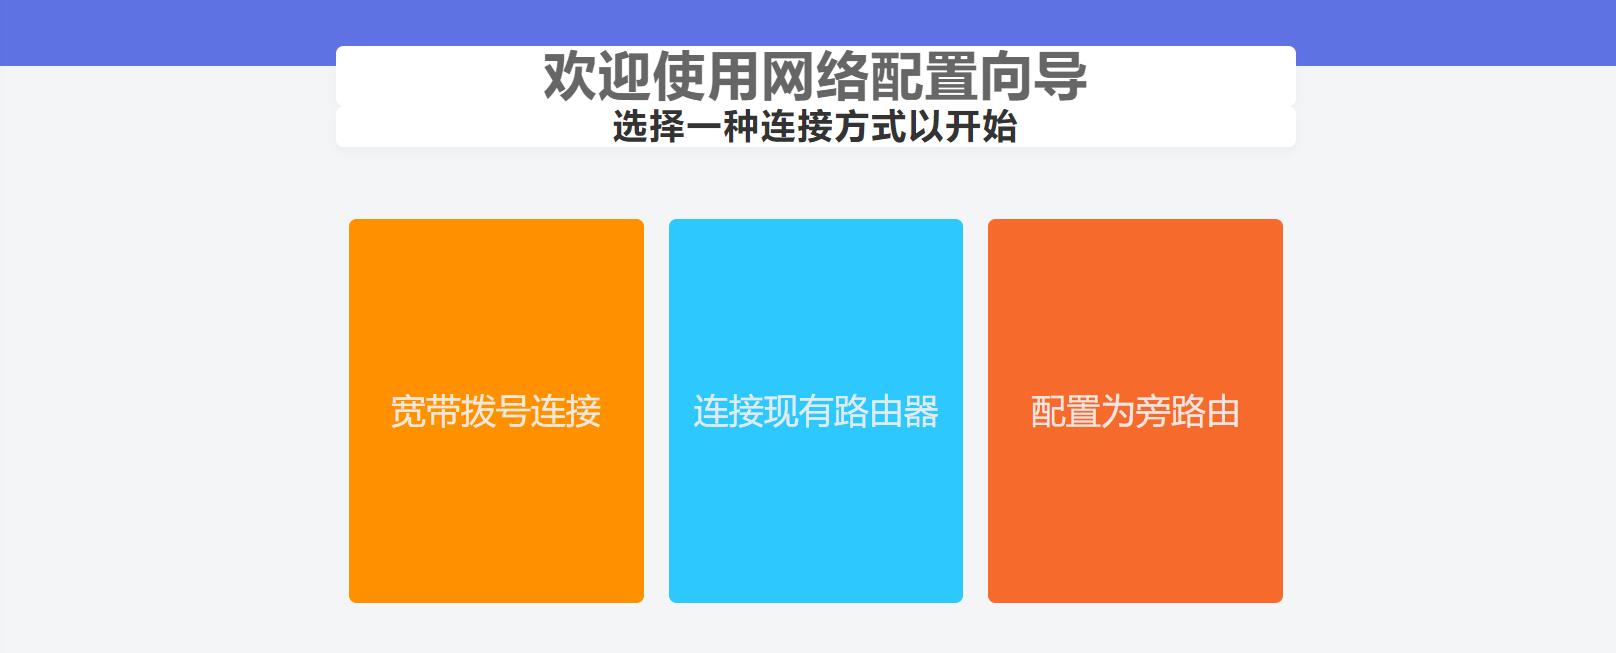 欢迎使用网络配置向导
选择一种连接方式以开始
宽带拨号连接
连接现有路由器
配置为旁路由